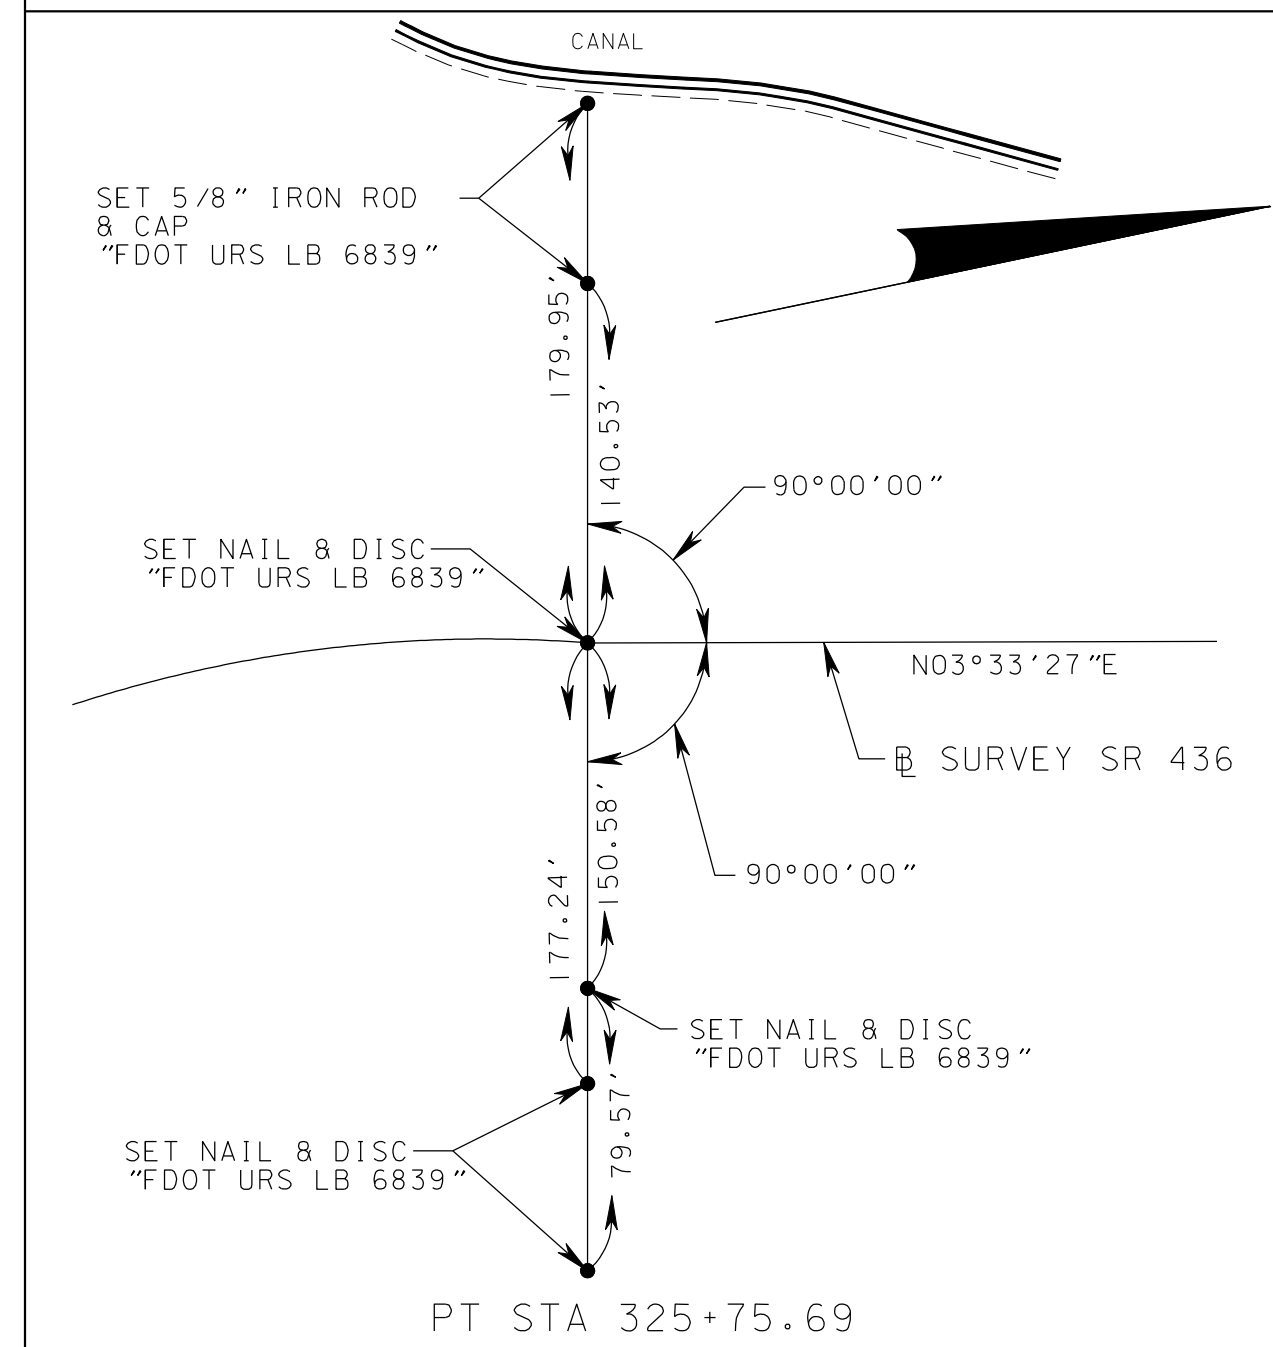 CANAL
SET 5/8" IRON ROD
& CAP
"FDOT URS LB 6839"
179.95'
140.53'
90°00'00"
SET NAIL & DISC
"FDOT URS LB 6839"
N03°33'27"E
BL SURVEY SR 436
150.58'
177.24'
90°00'00"
SET NAIL & DISC
"FDOT URS LB 6839"
79.57'
SET NAIL & DISC
"FDOT URS LB 6839"
PT STA 325+75.69